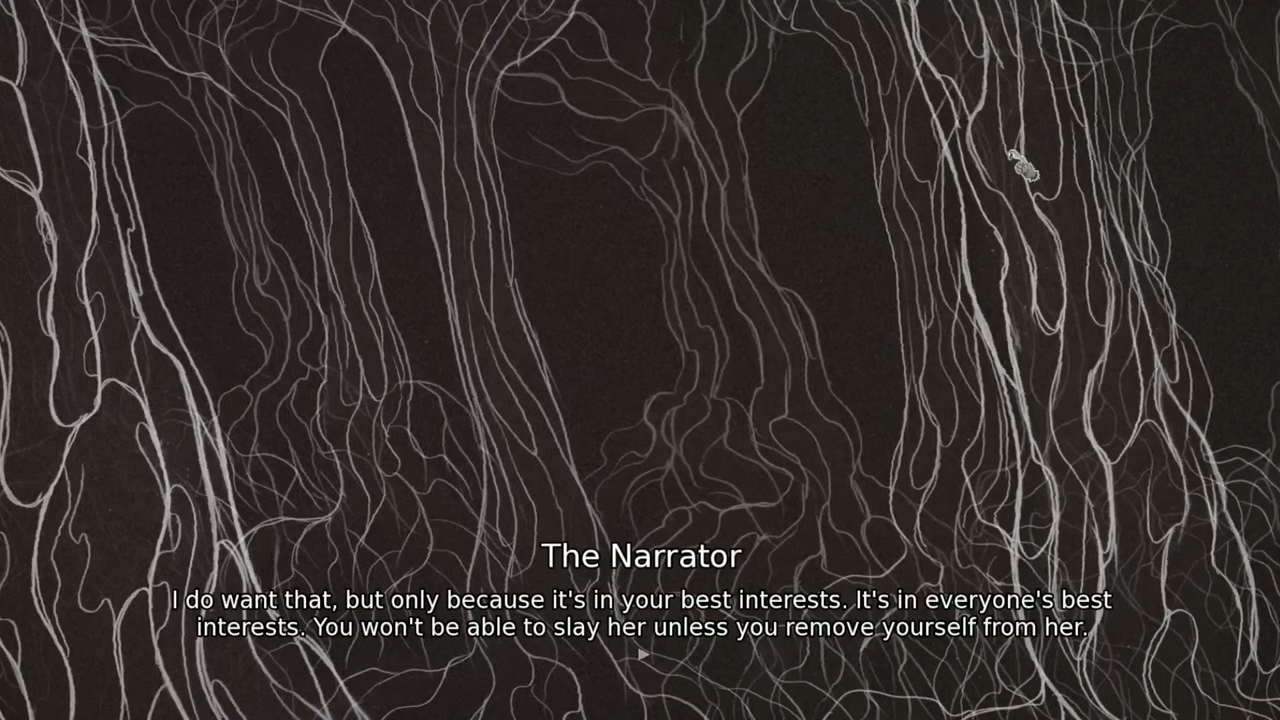 The Narrator
I do want that, but only because it's in your best interests. It's in everyone's best
interests. You won't be able to slay her unless you remove yourself from her.